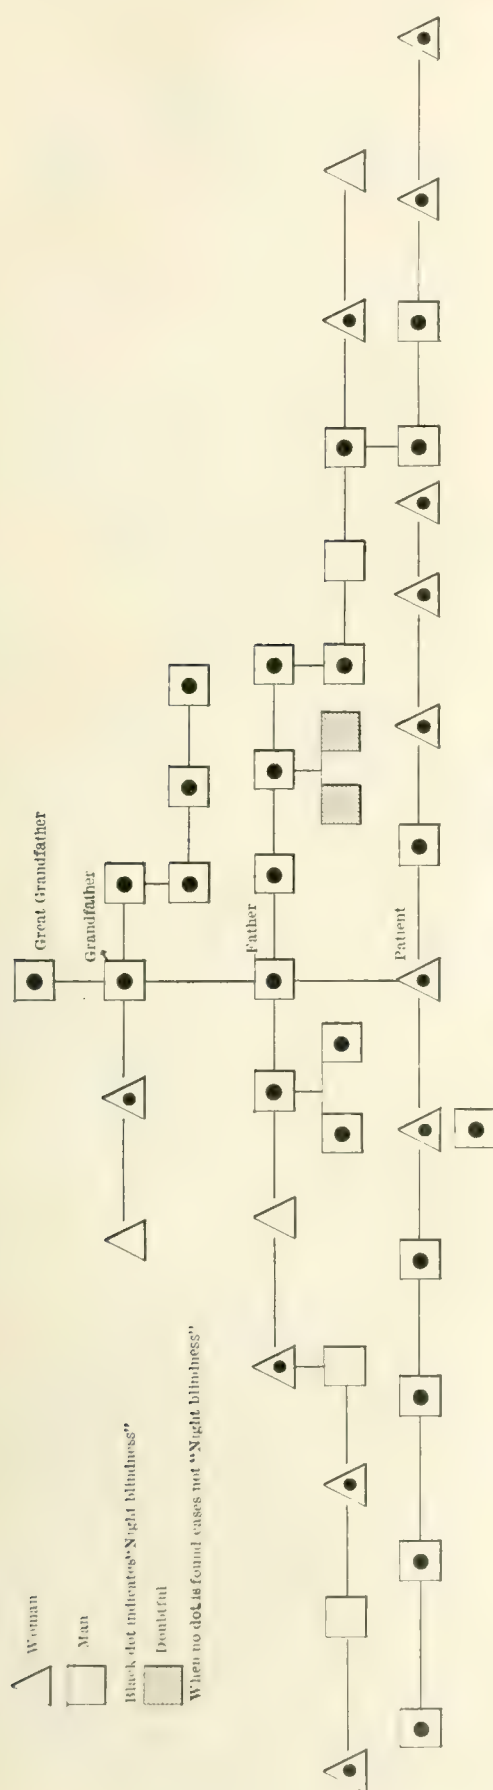 Great Grandfather
Grandfather
Father
Patient
Woman
Man
Black dot indicates "Night blindness"
Doubtful
When no dot is found cases not "Night blindness"